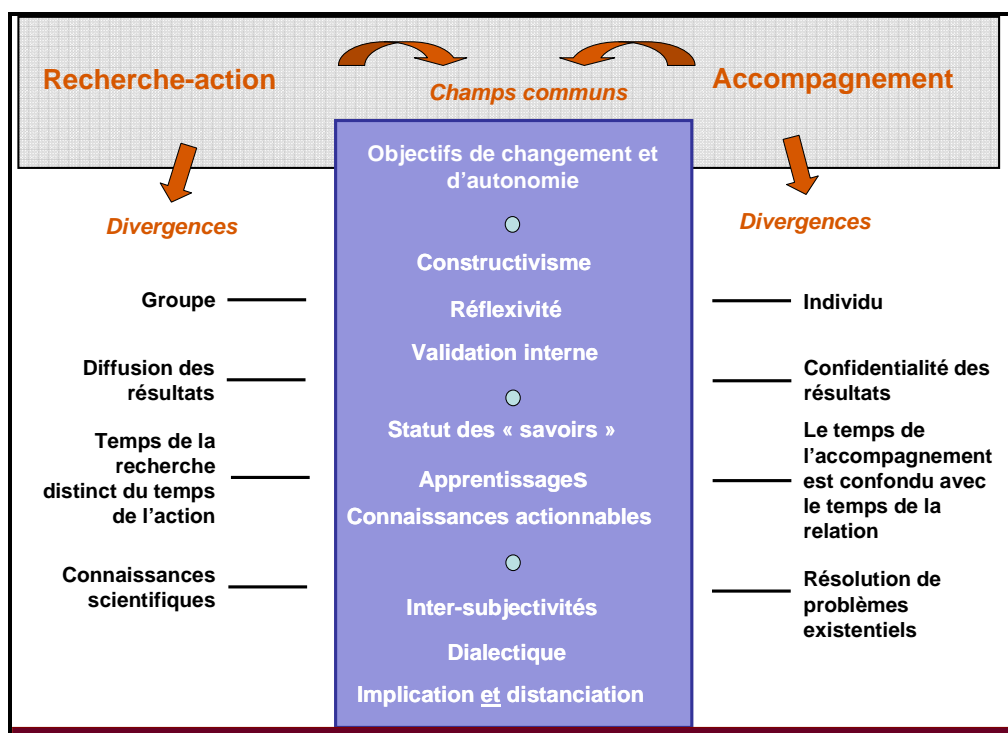 Recherche-action
Champs communs
Accompagnement
Divergences
Groupe
Diffusion des
résultats
Temps de la
recherche
distinct du temps
de l'action
Connaissances
scientifiques
Objectifs de changement et
d'autonomie
Constructivisme
Réflexivité
Validation interne
Statut des « savoirs »
Apprentissages
Connaissances actionnables
Inter-subjectivités
Dialectique
Implication et distanciation
Divergences
Individu
Confidentialité des
résultats
Le temps de
l'accompagnement
est confondu avec
le temps de la
relation
Résolution de
problèmes
existentiels